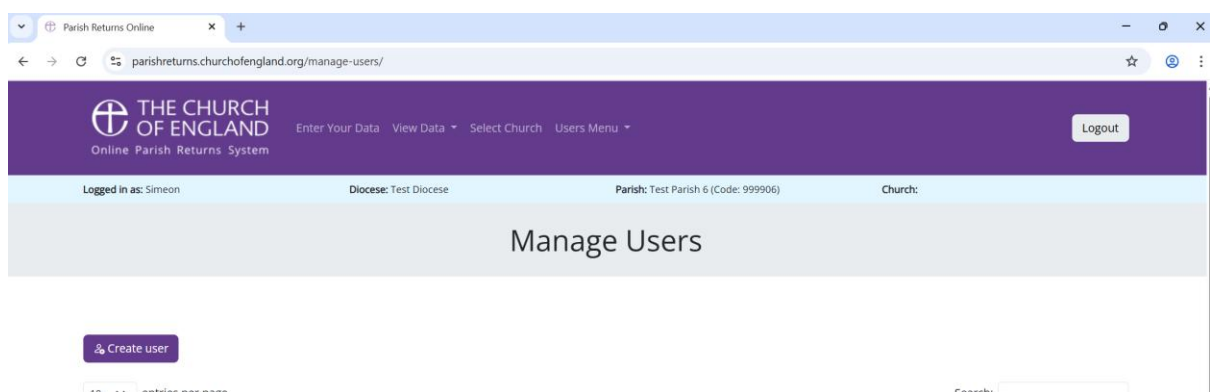 Parish Returns Online
parishreturns.churchofengland.org/manage-users/
THE CHURCH
OF ENGLAND
Online Parish Returns System
Enter Your Data View Data Select Church Users Menu
Logout
Logged in as: Simeon Diocese: Test Diocese Parish: Test Parish 6 (Code: 999906) Church:
Manage Users
Create user
10 entries per page Search: